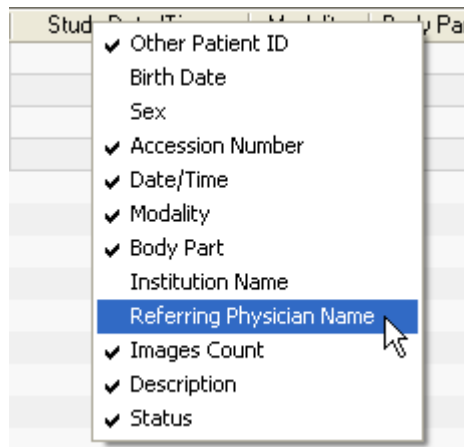 Stud
Other Patient ID
Birth Date
Sex
Accession Number
Date/Time
Modality
Body Part
Institution Name
Referring Physician Name
Images Count
Description
Status